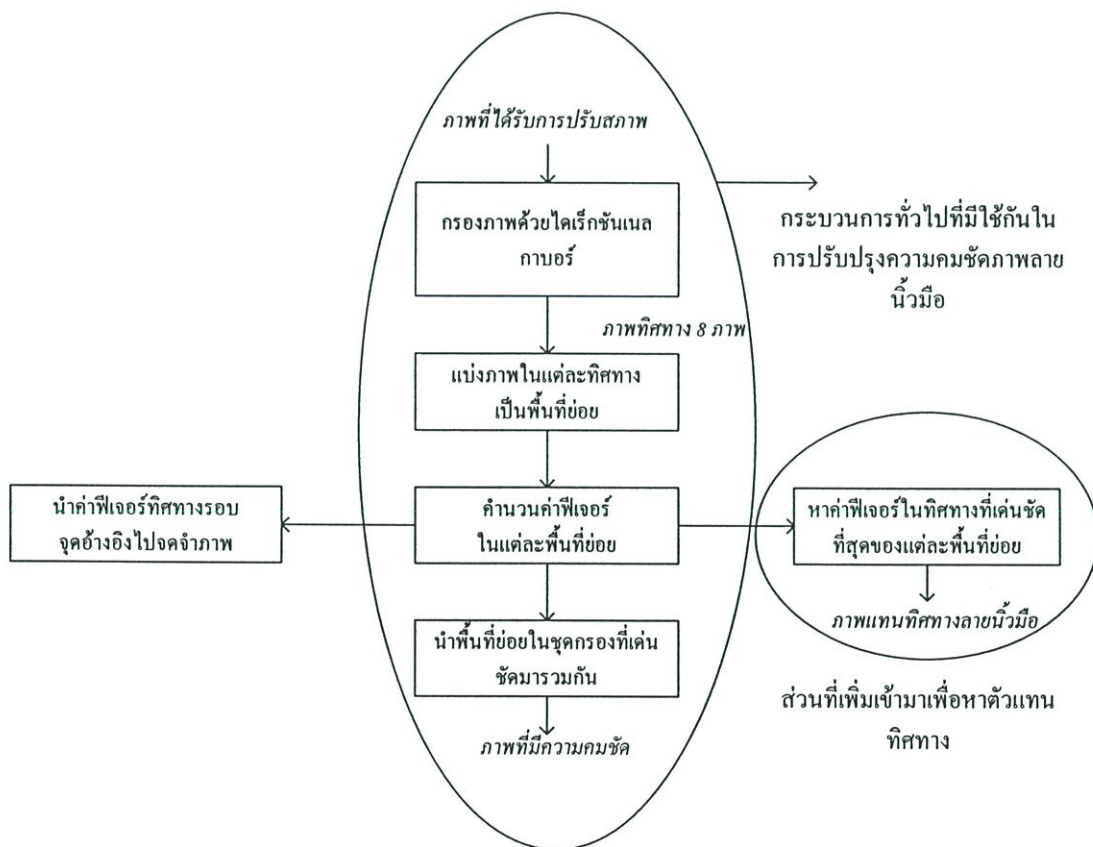 ภาพที่ได้รับการปรับสภาพ
กรองภาพด้วยไดเร็กชันเนล
กาบอร์
กระบวนการทั่วไปที่มีใช้กันใน
การปรับปรุงความคมชัดภาพลาย
นิ้วมือ
ภาพทิศทาง 8 ภาพ
แบ่งภาพในแต่ละทิศทาง
เป็นพื้นที่ย่อย
นำค่าฟีเจอร์ทิศทางรอบ
จุดอ้างอิงไปจดจำภาพ
คำนวนค่าฟีเจอร์
ในแต่ละพื้นที่ย่อย
หาค่าฟีเจอร์ในทิศทางที่เด่นชัด
ที่สุดของแต่ละพื้นที่ย่อย
ภาพแทนทิศทางลายนิ้วมือ
นำพื้นที่ย่อยในชุดกรองที่เด่น
ชัดมารวมกัน
ภาพที่มีความคมชัด
ส่วนที่เพิ่มเข้ามาเพื่อหาตัวแทน
ทิศทาง